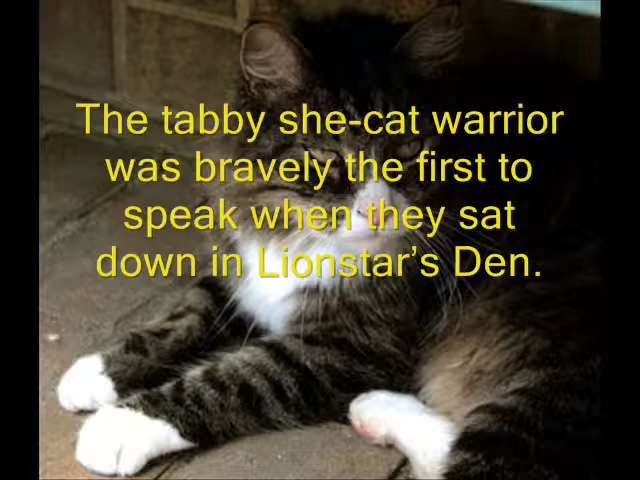 The tabby she-cat warrior
was bravely the first to
speak when they sat
down in Lionstar’s Den.